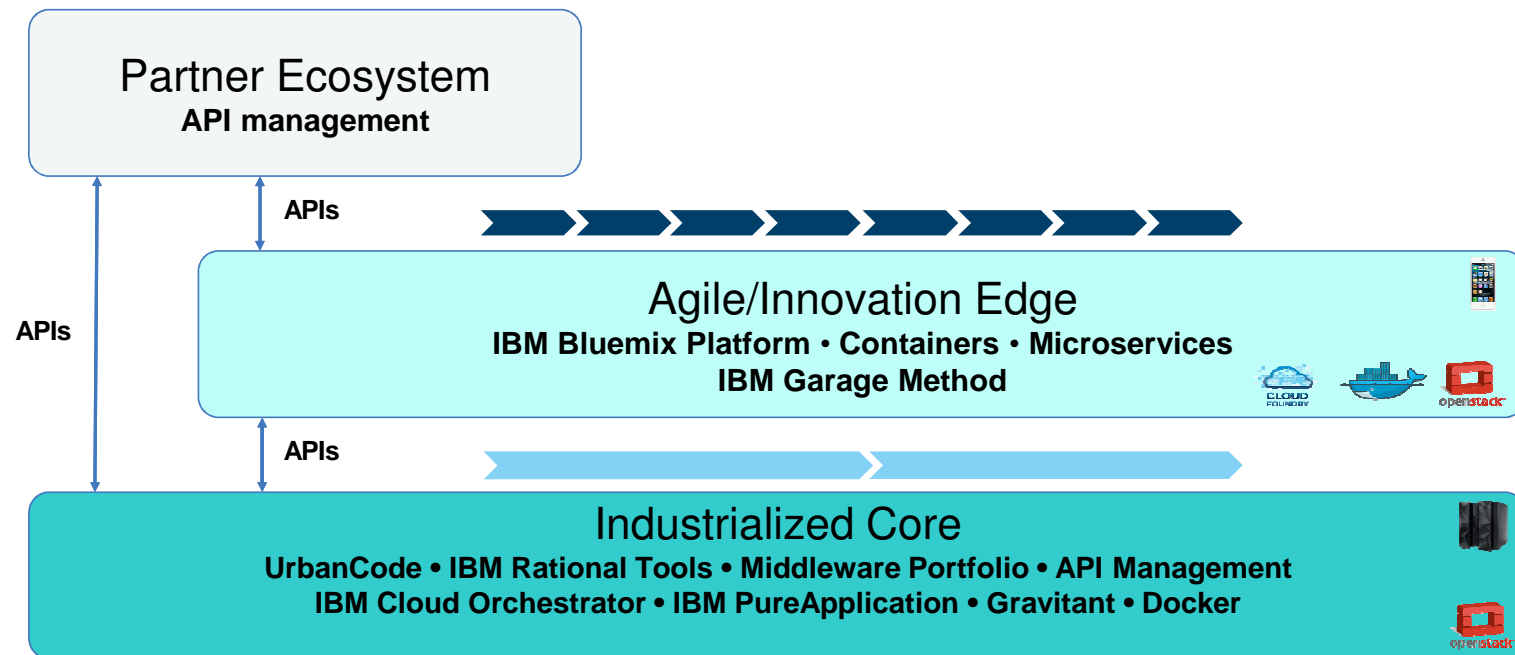 Partner Ecosystem
API management
APIs
APIs
Agile/Innovation Edge
IBM Bluemix Platform • Containers • Microservices
IBM Garage Method
CLOUD
FOUNDRY
openstack
APIs
Industrialized Core
UrbanCode • IBM Rational Tools • Middleware Portfolio • API Management
IBM Cloud Orchestrator • IBM PureApplication • Gravitant • Docker
openstack